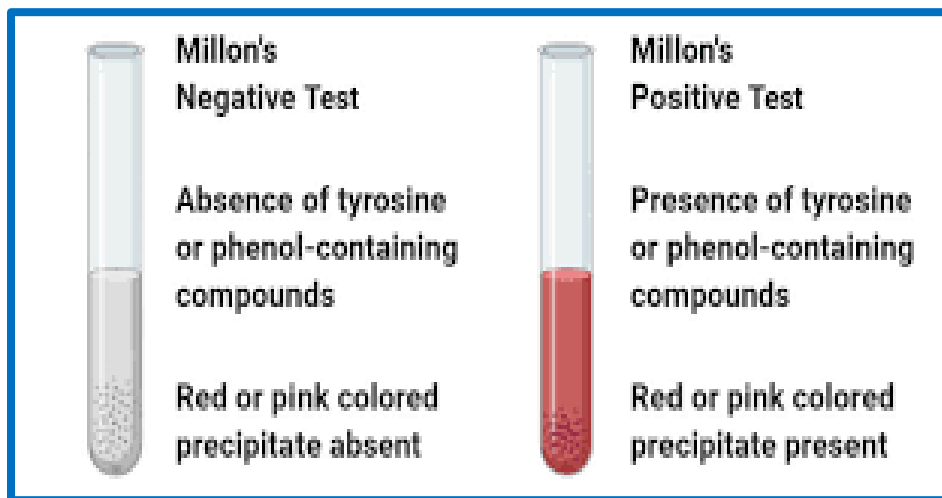 Millon's
Negative Test
Absence of tyrosine
or phenol-containing
compounds
Red or pink colored
precipitate absent
Millon's
Positive Test
Presence of tyrosine
or phenol-containing
compounds
Red or pink colored
precipitate present